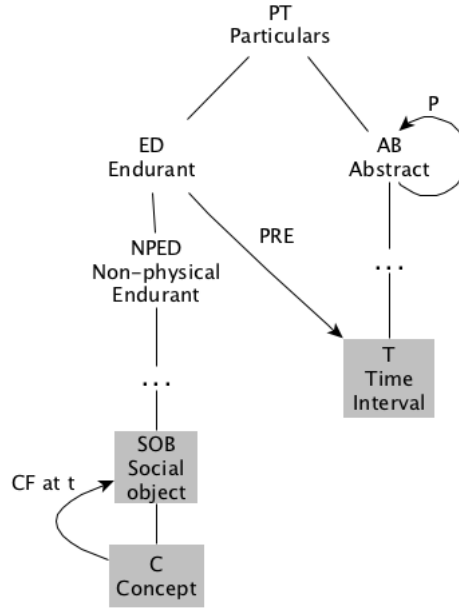 PT
Particulars
P
ED
Endurant
AB
Abstract
PRE
NPED
Non-physical
Endurant
...
T
Time
Interval
...
SOB
Social
object
CF at t
C
Concept